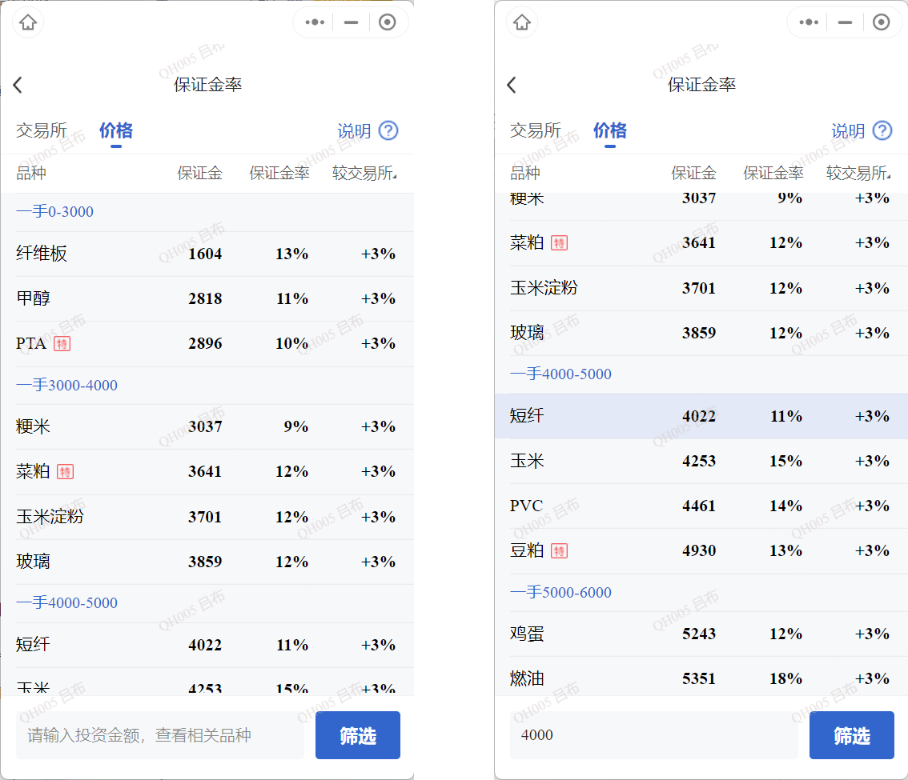 保证金率
交易所 价格 说明 ?
品种 保证金 保证金率 较交易所
一手0-3000
纤维板 1604 13% +3%
甲醇 2818 11% +3%
PTA 特 2896 10% +3%
一手3000-4000
粳米 3037 9% +3%
菜粕 特 3641 12% +3%
玉米淀粉 3701 12% +3%
玻璃 3859 12% +3%
一手4000-5000
短纤 4022 11% +3%
玉米 4253 15% +3%
请输入投资金额，查看相关品种 筛选
QH005 吕布
保证金率
交易所 价格 说明 ?
品种 保证金 保证金率 较交易所
粳米 3037 9% +3%
菜粕 特 3641 12% +3%
玉米淀粉 3701 12% +3%
玻璃 3859 12% +3%
一手4000-5000
短纤 4022 11% +3%
玉米 4253 15% +3%
PVC 4461 14% +3%
豆粕 特 4930 13% +3%
一手5000-6000
鸡蛋 5243 12% +3%
燃油 5351 18% +3%
4000 筛选
QH005 吕布